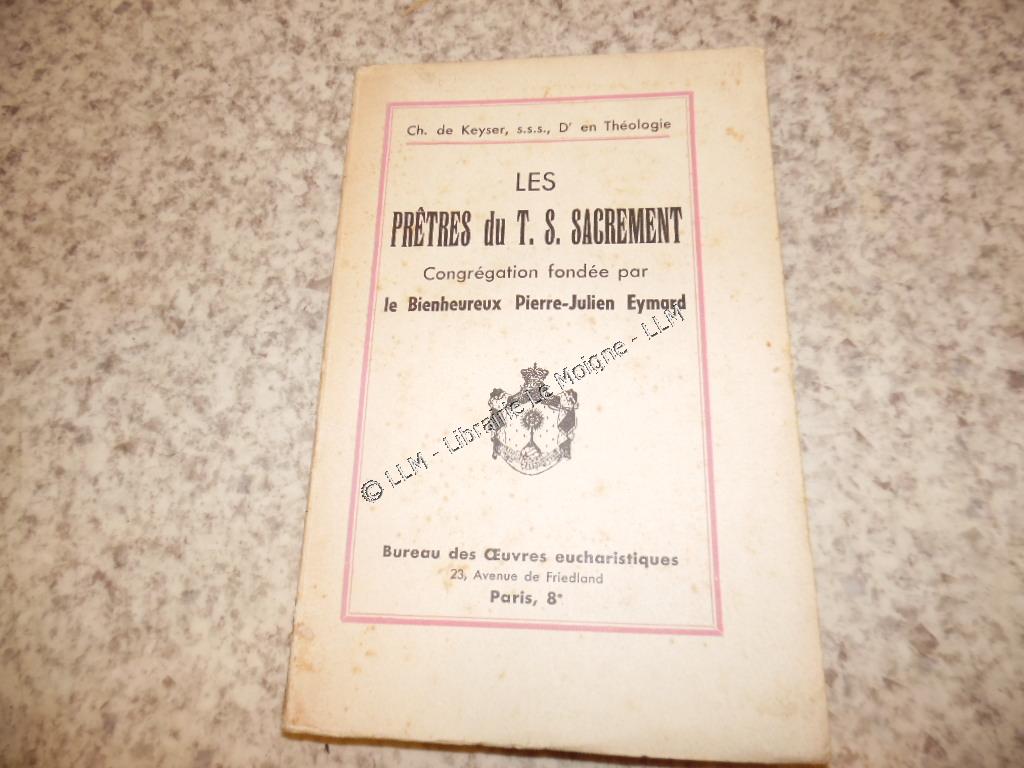 Ch. de Keyser, s.s.s., Dr en Théologie
LES
PRÊTRES du T. S. SACREMENT
Congrégation fondée par
le Bienheureux Pierre-Julien Eymard
© LLM - Librairie Le Moigne - LLM
Bureau des Œuvres eucharistiques
23, Avenue de Friedland
Paris, 8e